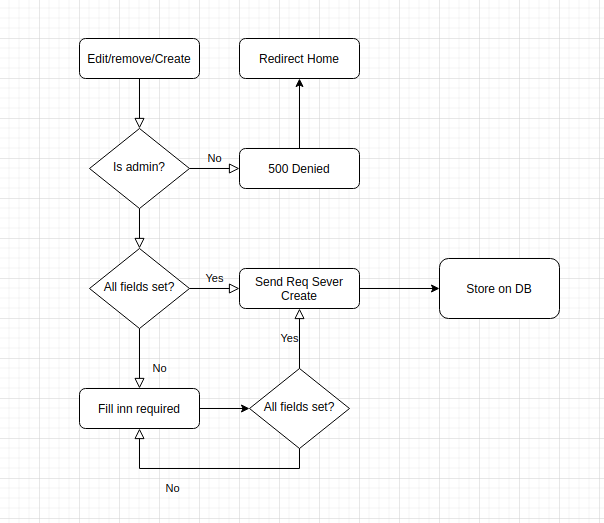 Edit/remove/Create
Redirect Home
Is admin?
No
500 Denied
All fields set?
Yes
Send Req Sever
Create
Store on DB
Yes
No
Fill inn required
All fields set?
No